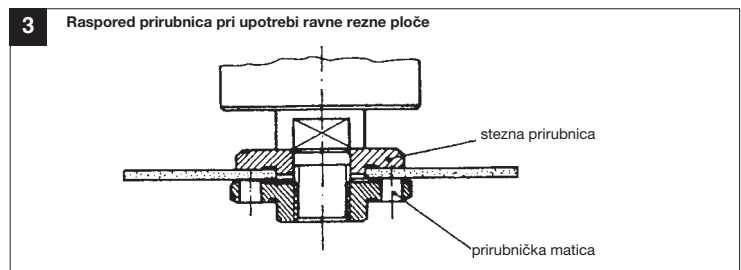 3
Raspored prirubnica pri upotrebi ravne rezne ploče
stezna prirubnica
prirubnička matica